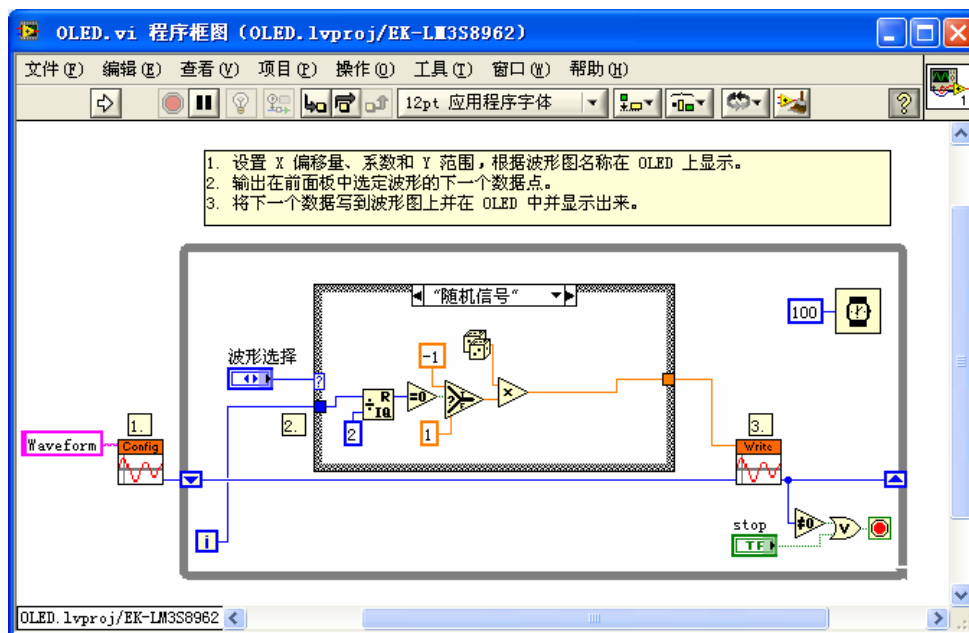 OLED.vi 程序框图 (OLED.lvproj/EK-LM3S8962)
文件(F) 编辑(E) 查看(V) 项目(P) 操作(O) 工具(T) 窗口(W) 帮助(H)
12pt 应用程序字体
?
1
1. 设置 X 偏移量、系数和 Y 范围，根据波形图名称在 OLED 上显示。
2. 输出在前面板中选定波形的下一个数据点。
3. 将下一个数据写到波形图上并在 OLED 中并显示出来。
"随机信号"
100
波形选择
-1
?
R
IQ
=0
?
T
F
×
2
1
1.
2.
3.
Waveform
Config
Write
i
stop
TF
≠0
V
OLED.lvproj/EK-LM3S8962